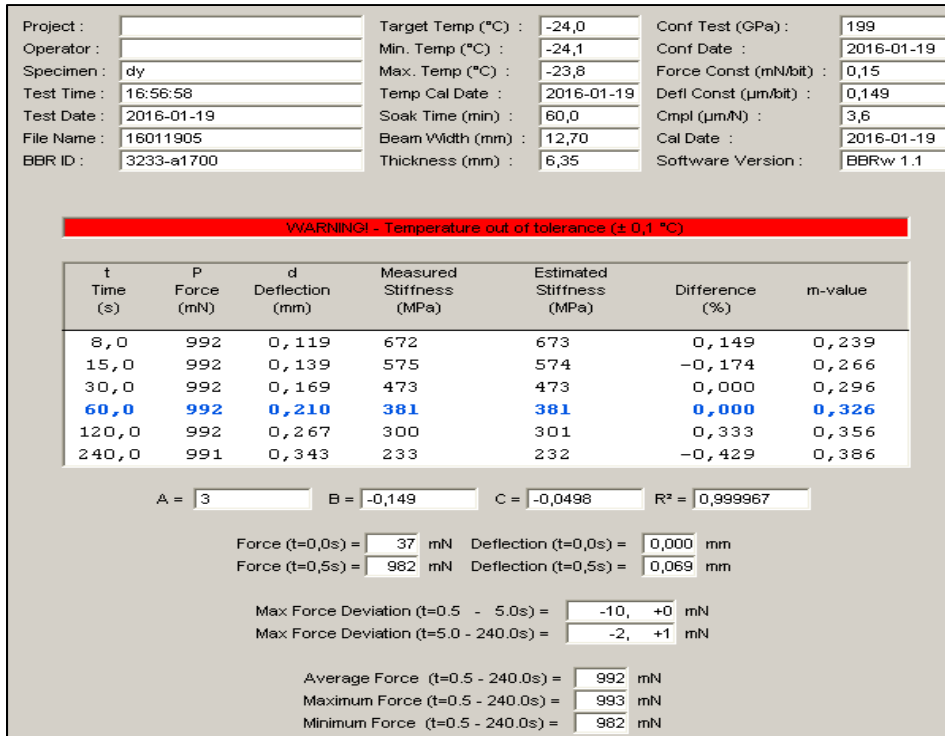 Project : Target Temp (°C) : -24,0 Conf Test (GPa) : 199
Operator : Min. Temp (°C) : -24,1 Conf Date : 2016-01-19
Specimen : dy Max. Temp (°C) : -23,8 Force Const (mN/bit) : 0,15
Test Time : 16:56:58 Temp Cal Date : 2016-01-19 Defl Const (µm/bit) : 0,149
Test Date : 2016-01-19 Soak Time (min) : 60,0 Cmpl (µm/N) : 3,6
File Name : 16011905 Beam Width (mm) : 12,70 Cal Date : 2016-01-19
BBR ID : 3233-a1700 Thickness (mm) : 6,35 Software Version : BBRw 1.1
WARNING! - Temperature out of tolerance (± 0,1 °C)
t P d Measured Estimated
Time Force Deflection Stiffness Stiffness Difference m-value
(s) (mN) (mm) (MPa) (MPa) (%)
8,0 992 0,119 672 673 0,149 0,239
15,0 992 0,139 575 574 -0,174 0,266
30,0 992 0,169 473 473 0,000 0,296
60,0 992 0,210 381 381 0,000 0,326
120,0 992 0,267 300 301 0,333 0,356
240,0 991 0,343 233 232 -0,429 0,386
A = 3 B = -0,149 C = -0,0498 R² = 0,999967
Force (t=0,0s) = 37 mN Deflection (t=0,0s) = 0,000 mm
Force (t=0,5s) = 982 mN Deflection (t=0,5s) = 0,069 mm
Max Force Deviation (t=0.5 - 5.0s) = -10, +0 mN
Max Force Deviation (t=5.0 - 240.0s) = -2, +1 mN
Average Force (t=0.5 - 240.0s) = 992 mN
Maximum Force (t=0.5 - 240.0s) = 993 mN
Minimum Force (t=0.5 - 240.0s) = 982 mN